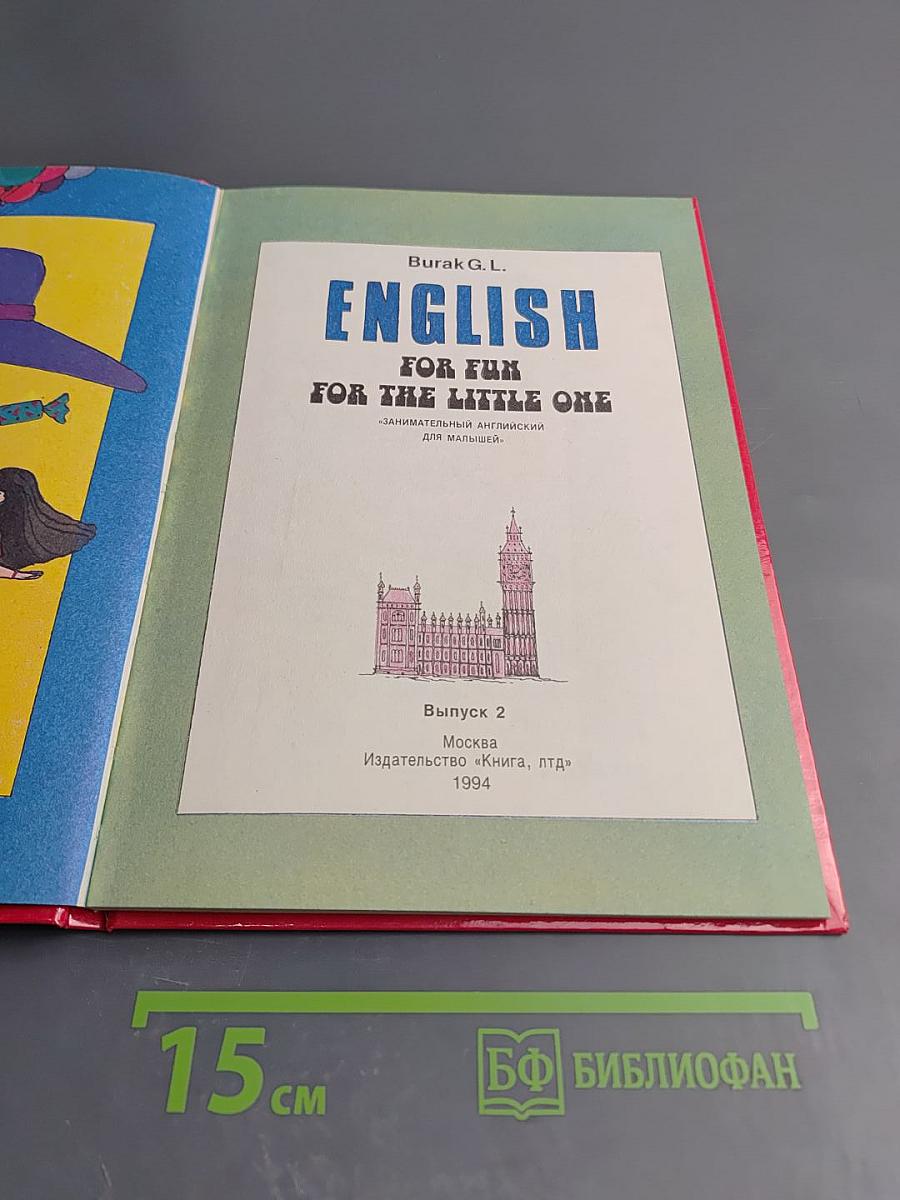 Burak G. L.
ENGLISH
FOR FUN
FOR THE LITTLE ONE
«ЗАНИМАТЕЛЬНЫЙ АНГЛИЙСКИЙ
ДЛЯ МАЛЫШЕЙ»
Выпуск 2
Москва
Издательство «Книга, лтд»
1994
15 см
БФ БИБЛИОФАН